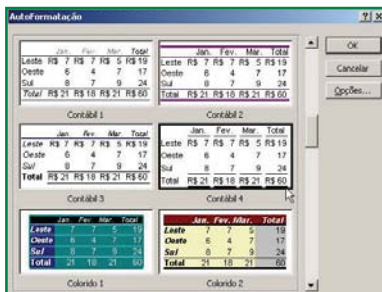 AutoFormatação
Jan. Fev. Mar. Total
Leste R$ 7 R$ 7 R$ 5 R$ 19
Oeste 6 4 7 17
Sul 8 7 9 24
Total R$ 21 R$ 18 R$ 21 R$ 60
Contábil 1
Jan. Fev. Mar. Total
Leste R$ 7 R$ 7 R$ 5 R$ 19
Oeste 6 4 7 17
Sul 8 7 9 24
Total R$ 21 R$ 18 R$ 21 R$ 60
Contábil 2
OK
Cancelar
Opções...
Jan. Fev. Mar. Total
Leste R$ 7 R$ 7 R$ 5 R$ 19
Oeste 6 4 7 17
Sul 8 7 9 24
Total R$ 21 R$ 18 R$ 21 R$ 60
Contábil 3
Jan. Fev. Mar. Total
Leste R$ 7 R$ 7 R$ 5 R$ 19
Oeste 6 4 7 17
Sul 8 7 9 24
Total R$ 21 R$ 18 R$ 21 R$ 60
Contábil 4
Jan. Fev. Mar. Total
Leste 7 7 5 19
Oeste 6 4 7 17
Sul 8 7 9 24
Total 21 18 21 60
Colorido 1
Jan. Fev. Mar. Total
Leste 7 7 5 19
Oeste 6 4 7 17
Sul 8 7 9 24
Total 21 18 21 60
Colorido 2